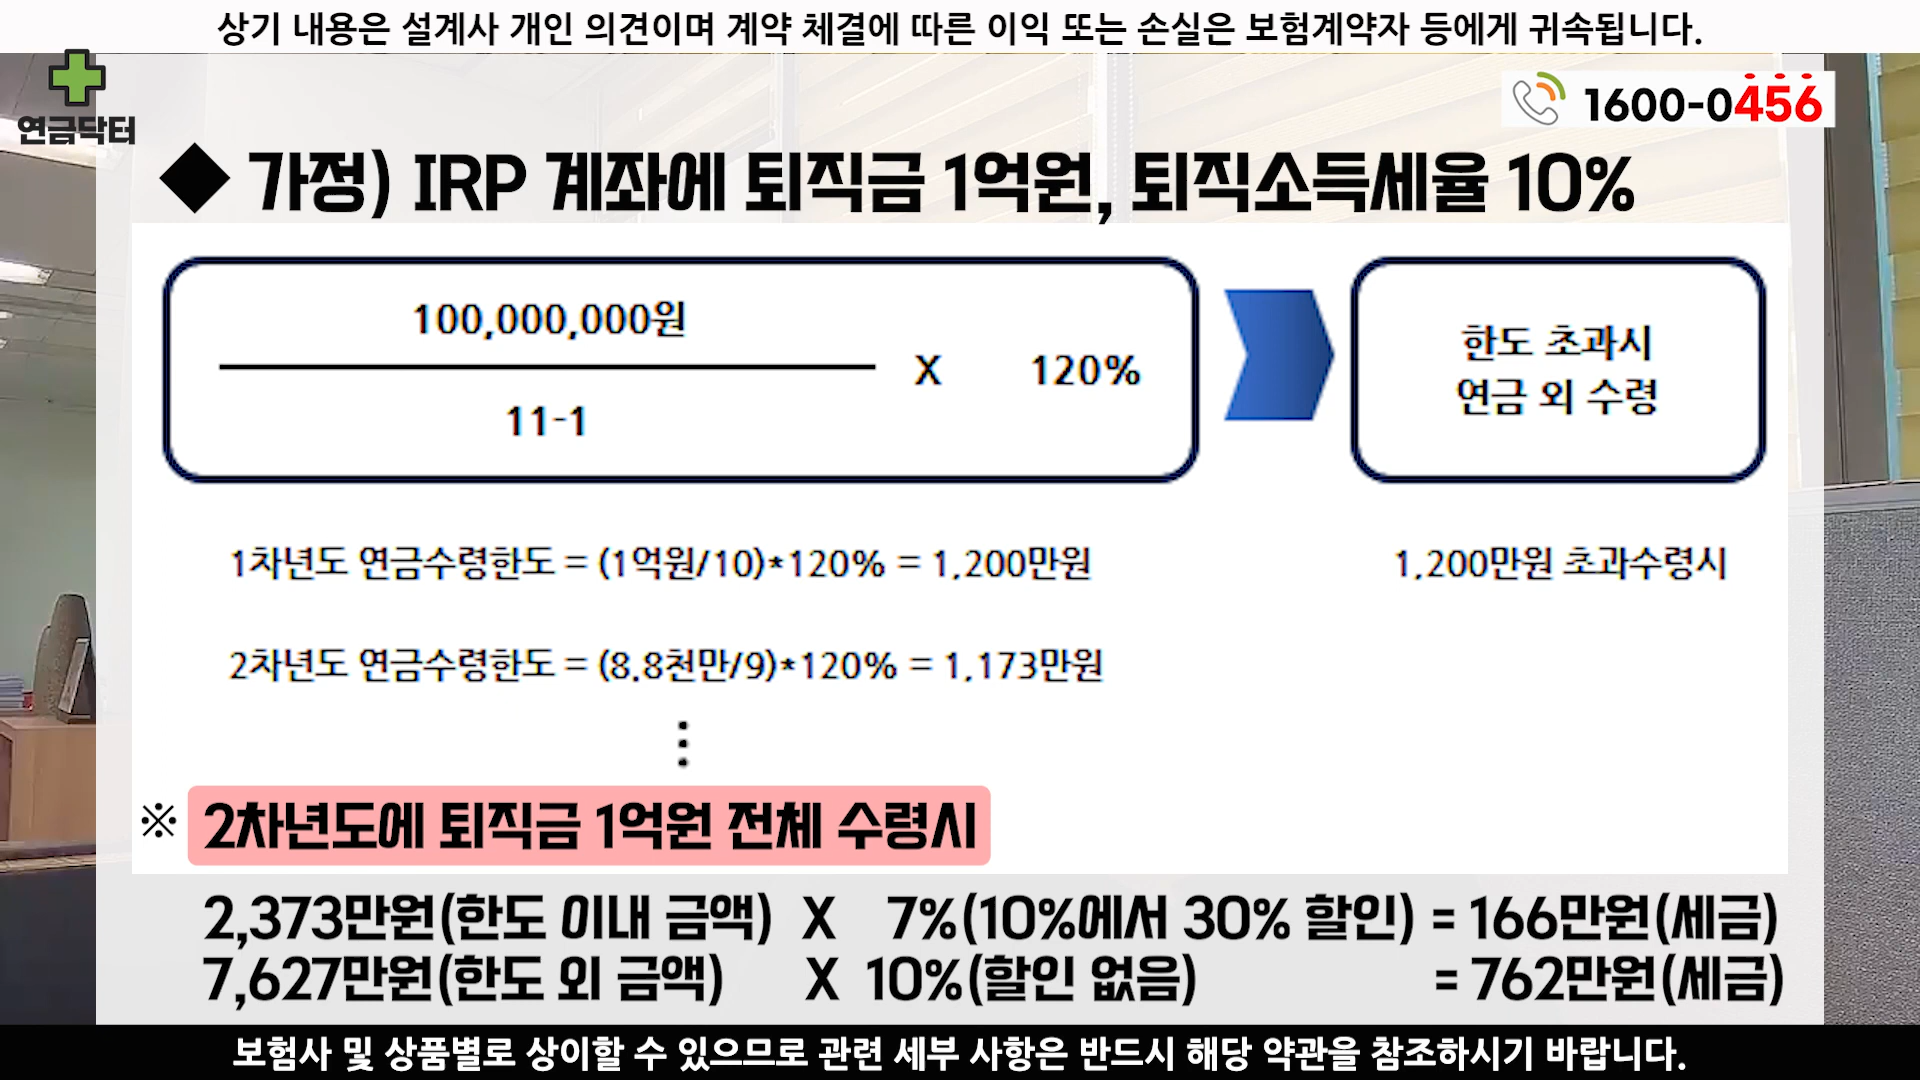 상기 내용은 설계사 개인 의견이며 계약 체결에 따른 이익 또는 손실은 보험계약자 등에게 귀속됩니다.
연금닥터
1600-0456
◆ 가정) IRP 계좌에 퇴직금 1억원, 퇴직소득세율 10%
100,000,000원
11-1
X 120%
한도 초과시
연금 외 수령
1차년도 연금수령한도 = (1억원/10)*120% = 1,200만원
1,200만원 초과수령시
2차년도 연금수령한도 = (8.8천만/9)*120% = 1,173만원
⋮
※ 2차년도에 퇴직금 1억원 전체 수령시
2,373만원(한도 이내 금액) X 7%(10%에서 30% 할인) = 166만원(세금)
7,627만원(한도 외 금액) X 10%(할인 없음) = 762만원(세금)
보험사 및 상품별로 상이할 수 있으므로 관련 세부 사항은 반드시 해당 약관을 참조하시기 바랍니다.